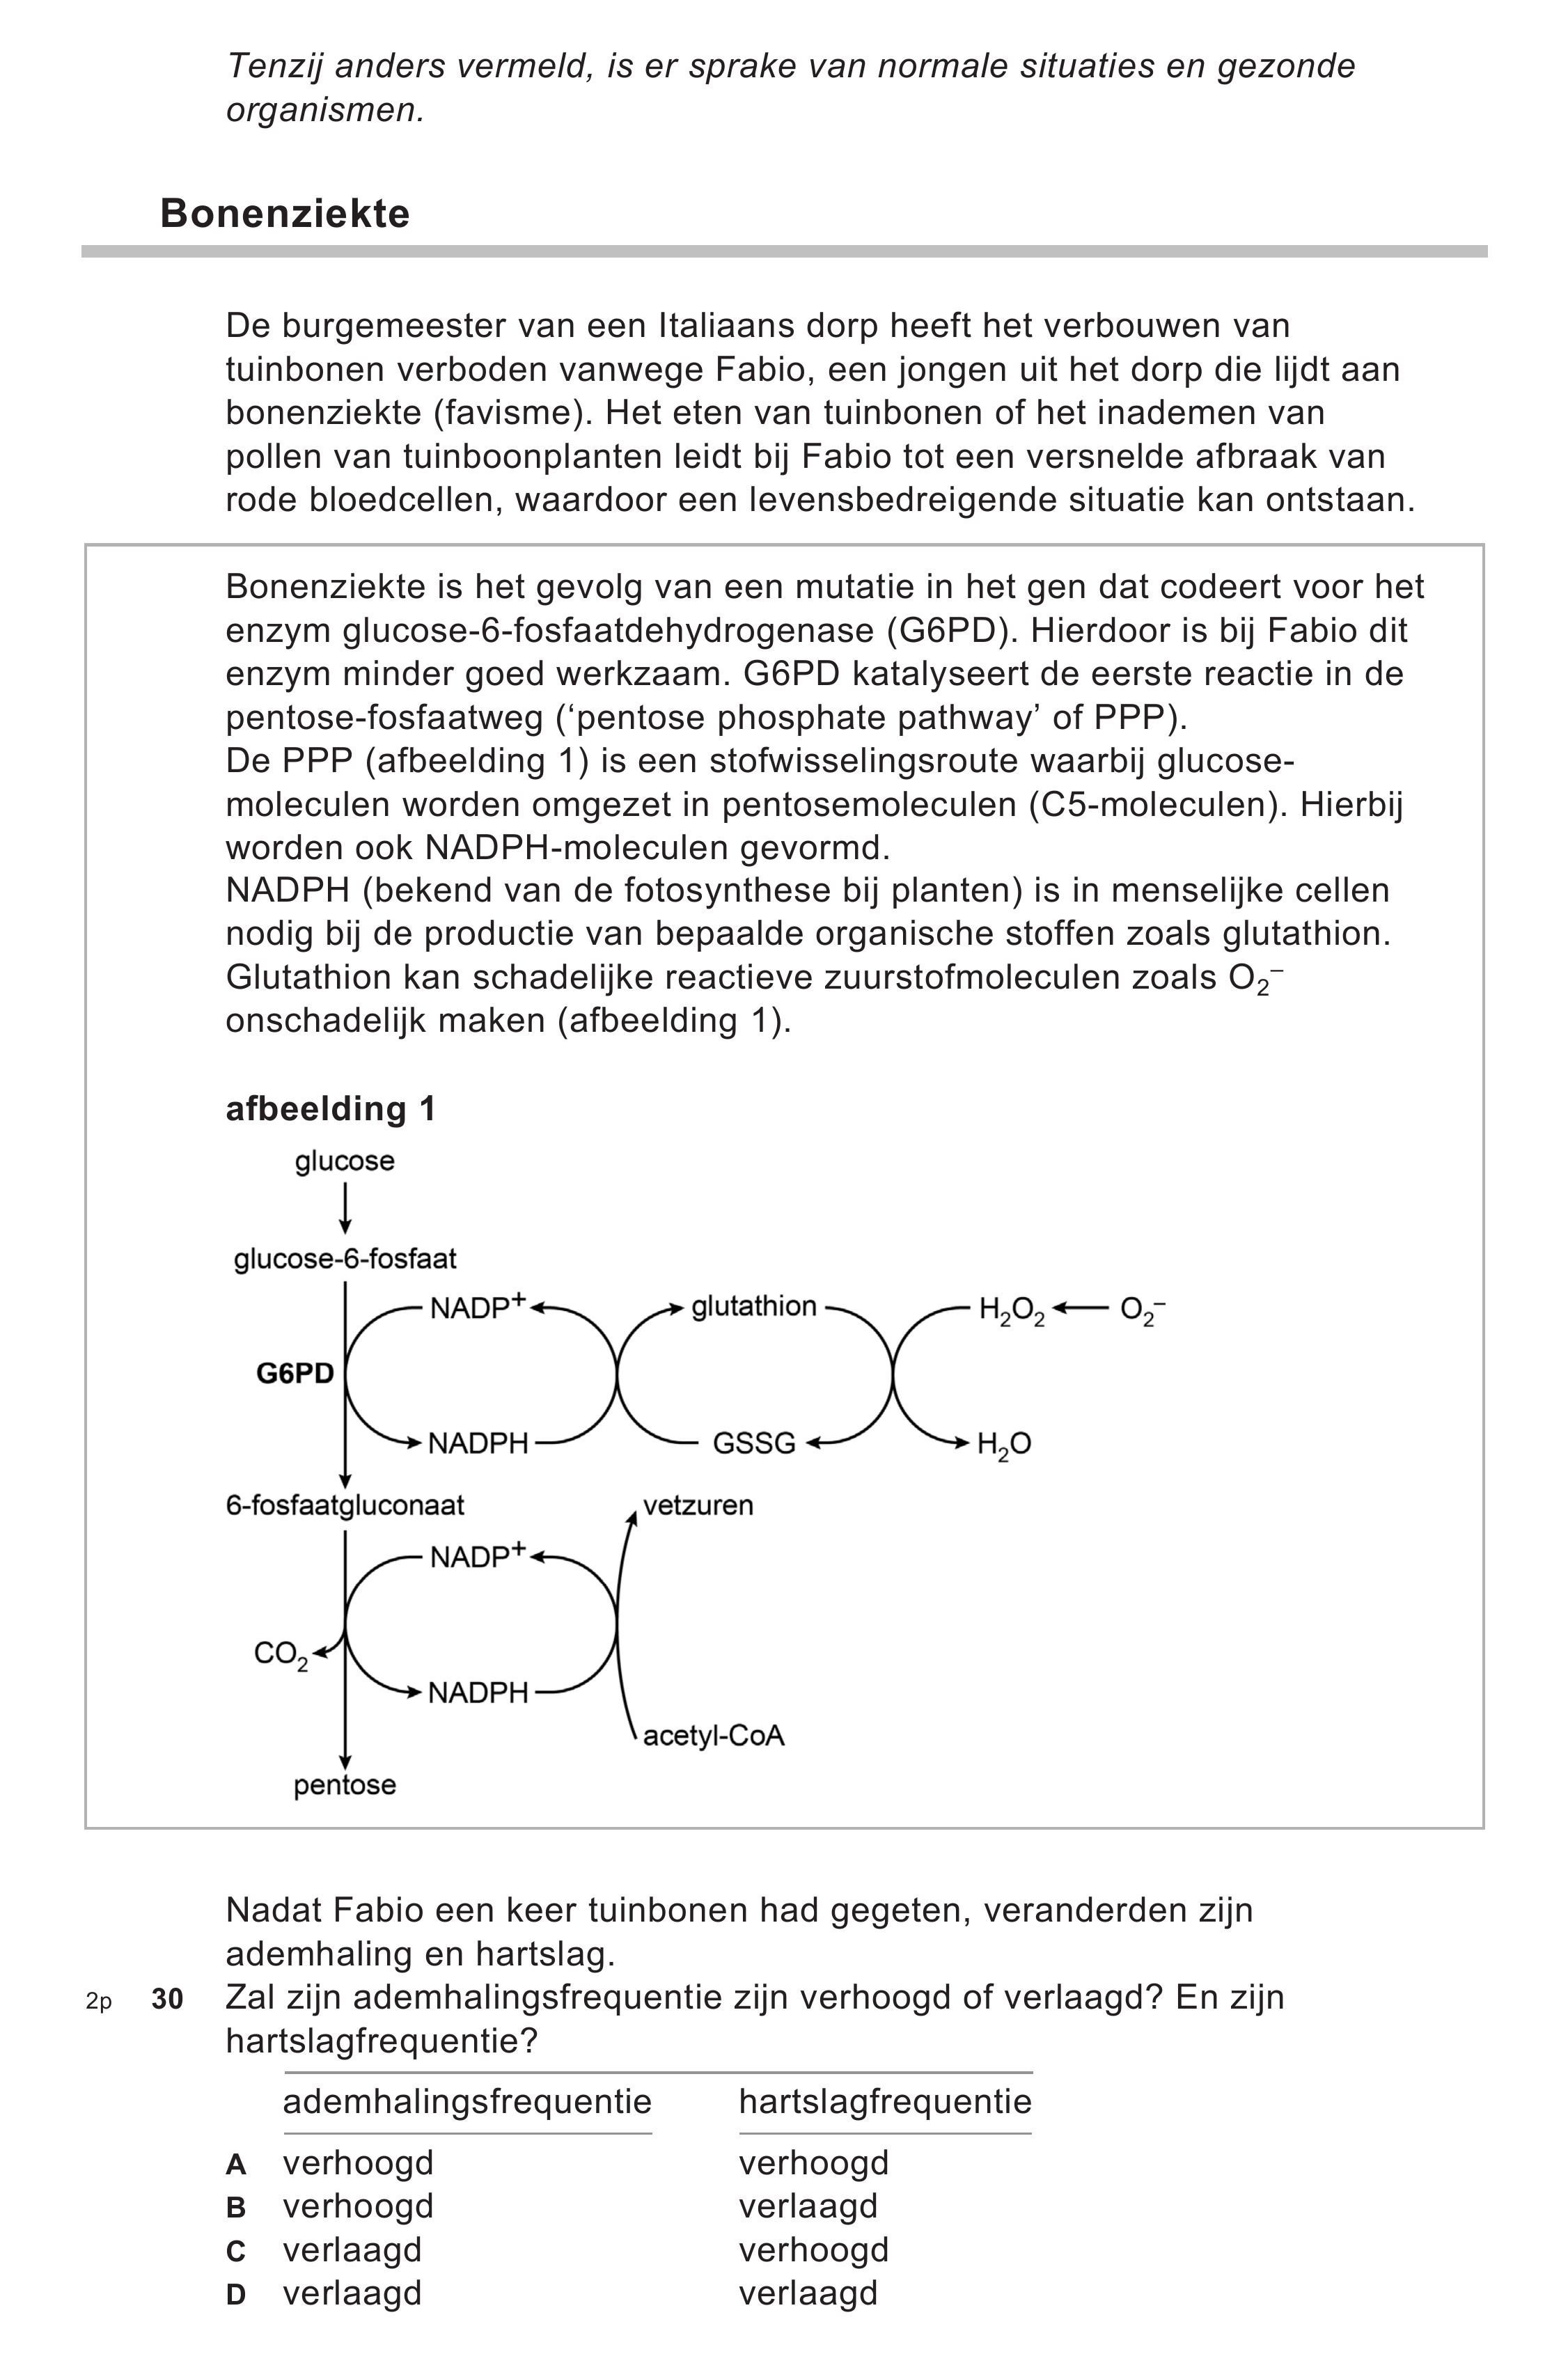 Tenzij anders vermeld, is er sprake van normale situaties en gezonde
organismen.
Bonenziekte
De burgemeester van een Italiaans dorp heeft het verbouwen van
tuinbonen verboden vanwege Fabio, een jongen uit het dorp die lijdt aan
bonenziekte (favisme). Het eten van tuinbonen of het inademen van
pollen van tuinboonplanten leidt bij Fabio tot een versnelde afbraak van
rode bloedcellen, waardoor een levensbedreigende situatie kan ontstaan.
Bonenziekte is het gevolg van een mutatie in het gen dat codeert voor het
enzym glucose-6-fosfaatdehydrogenase (G6PD). Hierdoor is bij Fabio dit
enzym minder goed werkzaam. G6PD katalyseert de eerste reactie in de
pentose-fosfaatweg (‘pentose phosphate pathway’ of PPP).
De PPP (afbeelding 1) is een stofwisselingsroute waarbij glucose-
moleculen worden omgezet in pentosemoleculen (C5-moleculen). Hierbij
worden ook NADPH-moleculen gevormd.
NADPH (bekend van de fotosynthese bij planten) is in menselijke cellen
nodig bij de productie van bepaalde organische stoffen zoals glutathion.
Glutathion kan schadelijke reactieve zuurstofmoleculen zoals O₂⁻
onschadelijk maken (afbeelding 1).
afbeelding 1
glucose
glucose-6-fosfaat
NADP⁺ glutathion H₂O₂ O₂⁻
G6PD
NADPH GSSG H₂O
6-fosfaatgluconaat vetzuren
NADP⁺
CO₂
NADPH
acetyl-CoA
pentose
Nadat Fabio een keer tuinbonen had gegeten, veranderden zijn
ademhaling en hartslag.
2p 30 Zal zijn ademhalingsfrequentie zijn verhoogd of verlaagd? En zijn
hartslagfrequentie?
ademhalingsfrequentie hartslagfrequentie
A verhoogd verhoogd
B verhoogd verlaagd
C verlaagd verhoogd
D verlaagd verlaagd